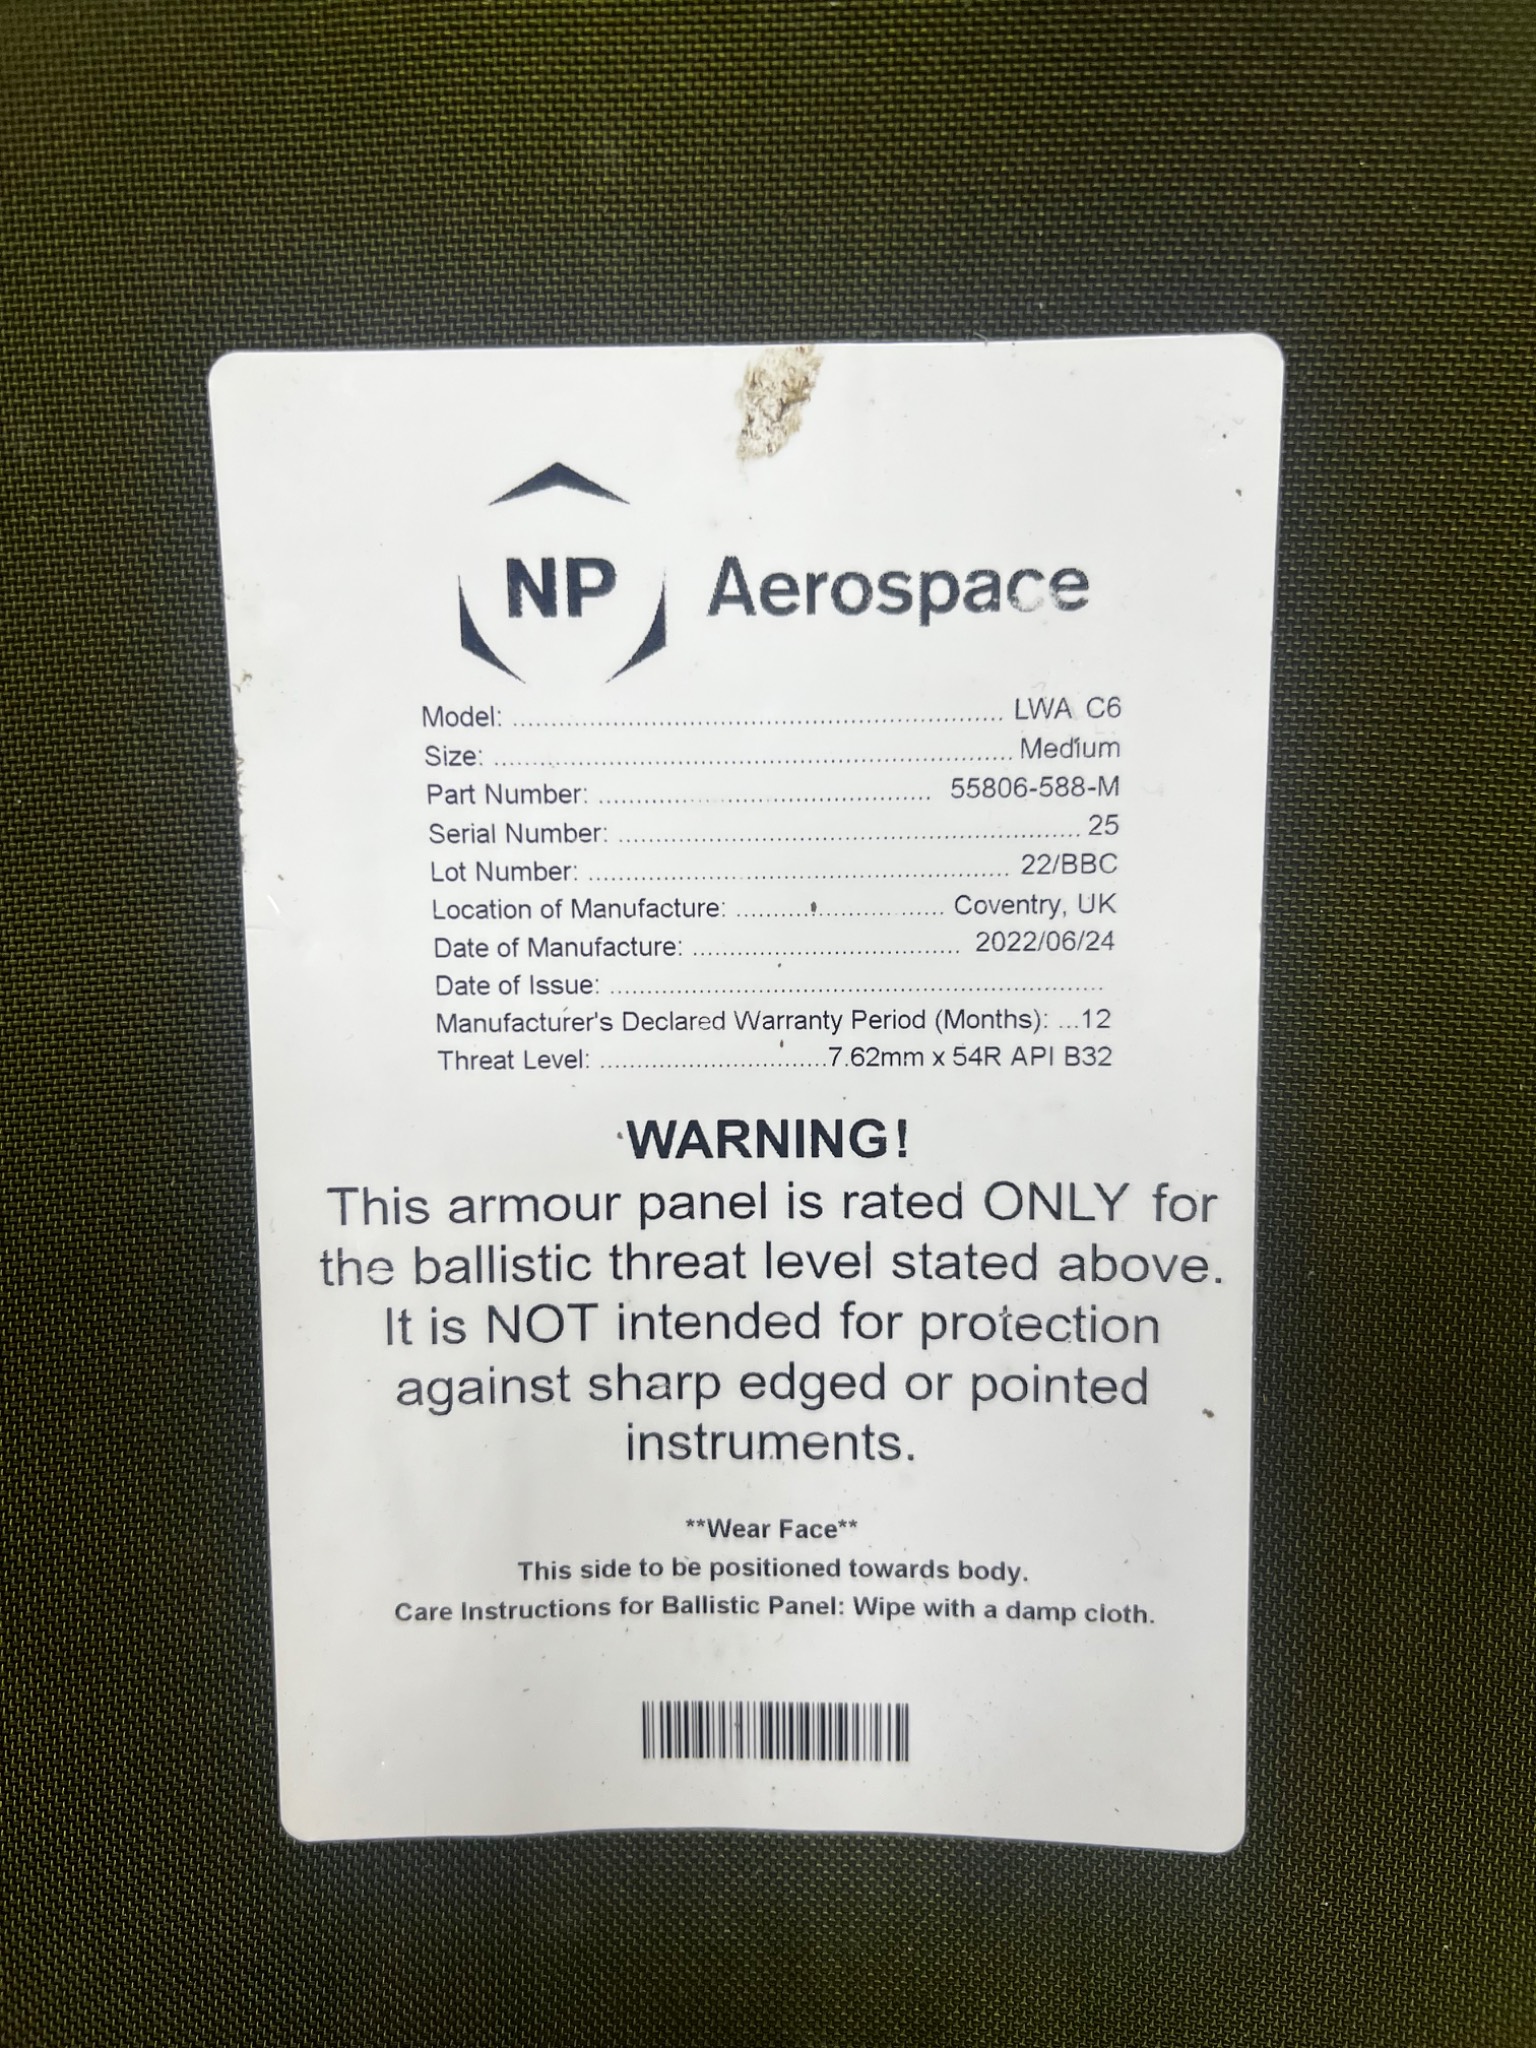 NP Aerospace
Model: ........ LWA C6
Size: ........ Medium
Part Number: ........ 55806-588-M
Serial Number: ........ 25
Lot Number: ........ 22/BBC
Location of Manufacture: ........ Coventry, UK
Date of Manufacture: ........ 2022/06/24
Date of Issue: ........
Manufacturer's Declared Warranty Period (Months): ...12
Threat Level: ........7.62mm x 54R API B32
WARNING!
This armour panel is rated ONLY for
the ballistic threat level stated above.
It is NOT intended for protection
against sharp edged or pointed
instruments.
**Wear Face**
This side to be positioned towards body.
Care Instructions for Ballistic Panel: Wipe with a damp cloth.